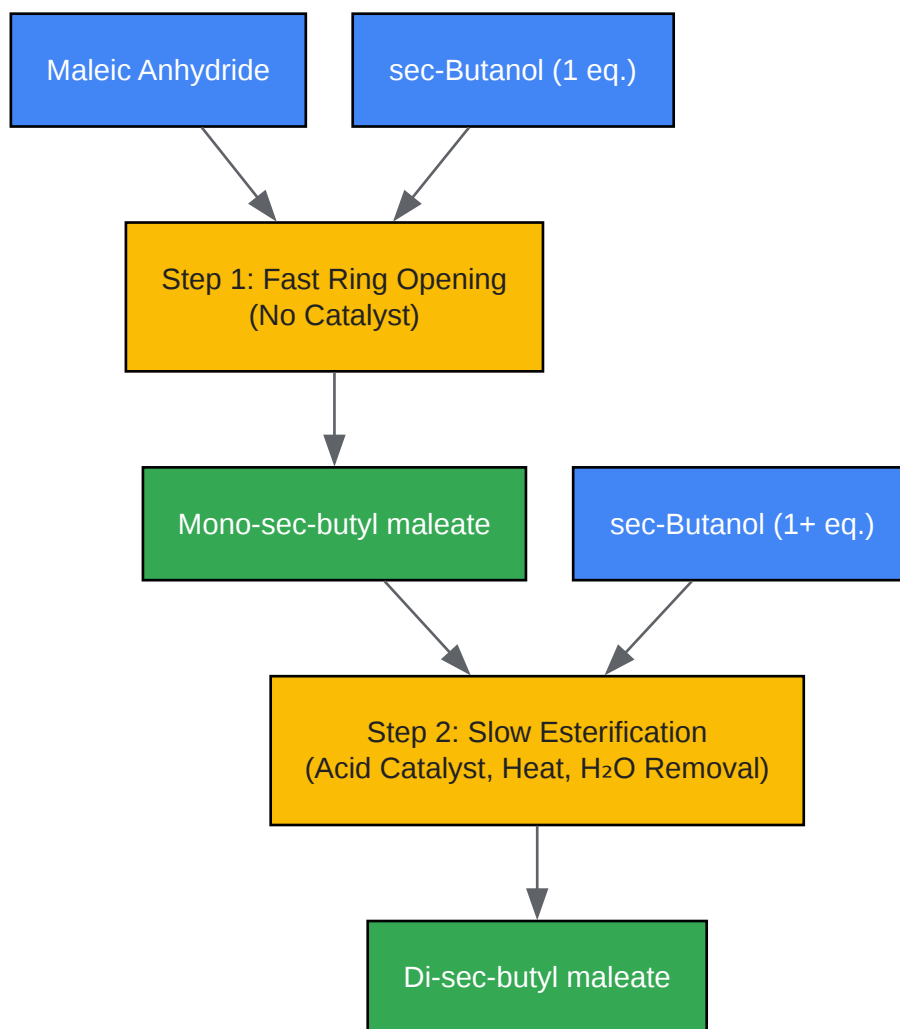 Maleic Anhydride
sec-Butanol (1 eq.)
Step 1: Fast Ring Opening
(No Catalyst)
Mono-sec-butyl maleate
sec-Butanol (1+ eq.)
Step 2: Slow Esterification
(Acid Catalyst, Heat, H₂O Removal)
Di-sec-butyl maleate